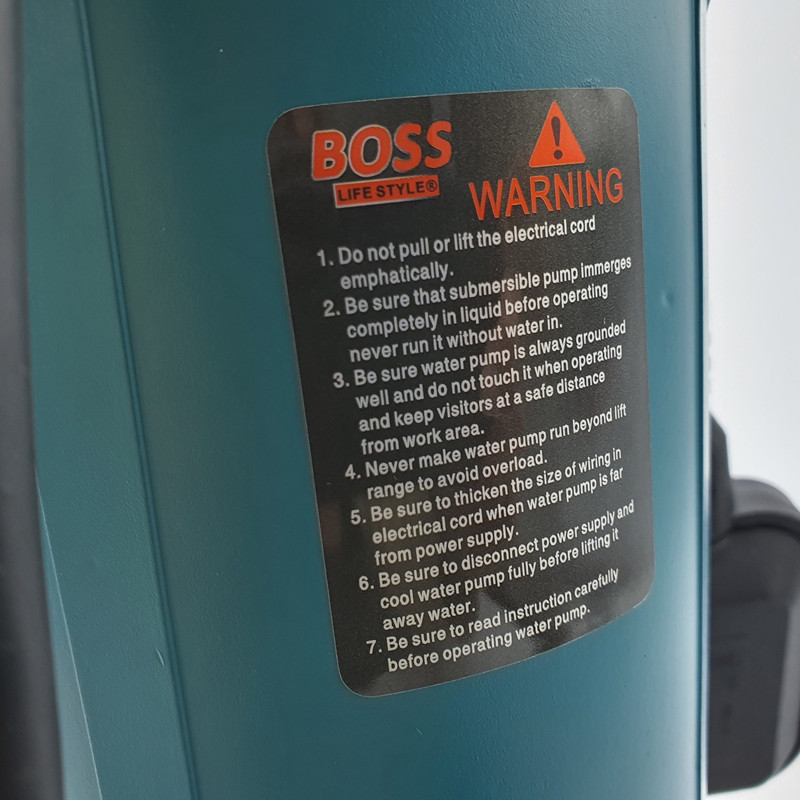 BOSS
LIFE STYLE®
WARNING
1. Do not pull or lift the electrical cord
emphatically.
2. Be sure that submersible pump immerges
completely in liquid before operating
never run it without water in.
3. Be sure water pump is always grounded
well and do not touch it when operating
and keep visitors at a safe distance
from work area.
4. Never make water pump run beyond lift
range to avoid overload.
5. Be sure to thicken the size of wiring in
electrical cord when water pump is far
from power supply.
6. Be sure to disconnect power supply and
cool water pump fully before lifting it
away water.
7. Be sure to read instruction carefully
before operating water pump.